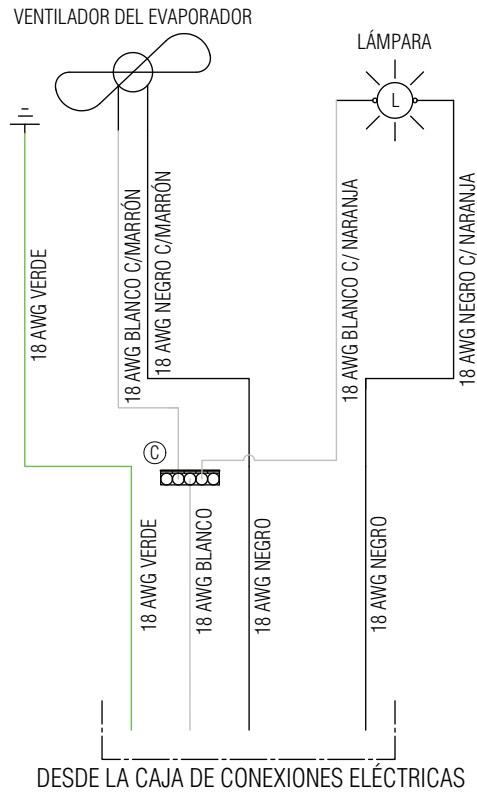 VENTILADOR DEL EVAPORADOR
LÁMPARA
L
18 AWG VERDE
18 AWG BLANCO C/MARRÓN
18 AWG NEGRO C/MARRÓN
18 AWG BLANCO C/ NARANJA
18 AWG NEGRO C/ NARANJA
C
18 AWG VERDE
18 AWG BLANCO
18 AWG NEGRO
18 AWG NEGRO
DESDE LA CAJA DE CONEXIONES ELÉCTRICAS